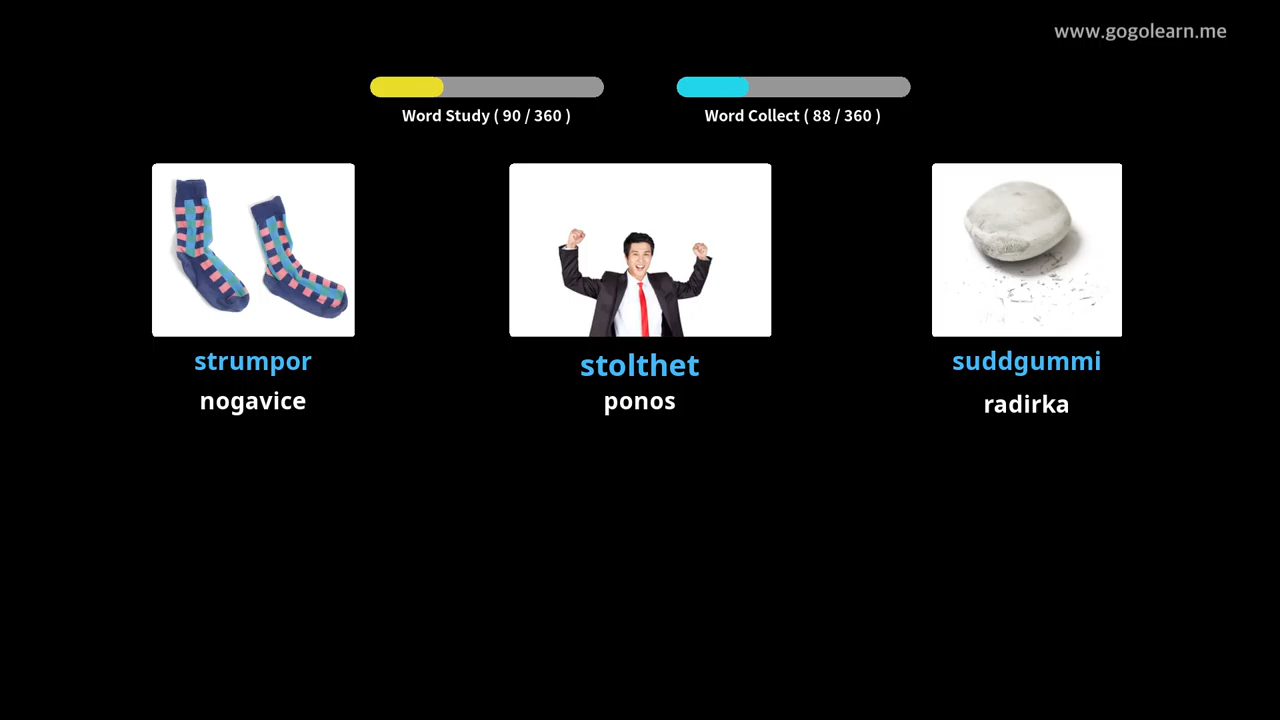 www.gogolearn.me
Word Study ( 90 / 360 )
Word Collect ( 88 / 360 )
strumpor
nogavice
stolthet
ponos
suddgummi
radirka